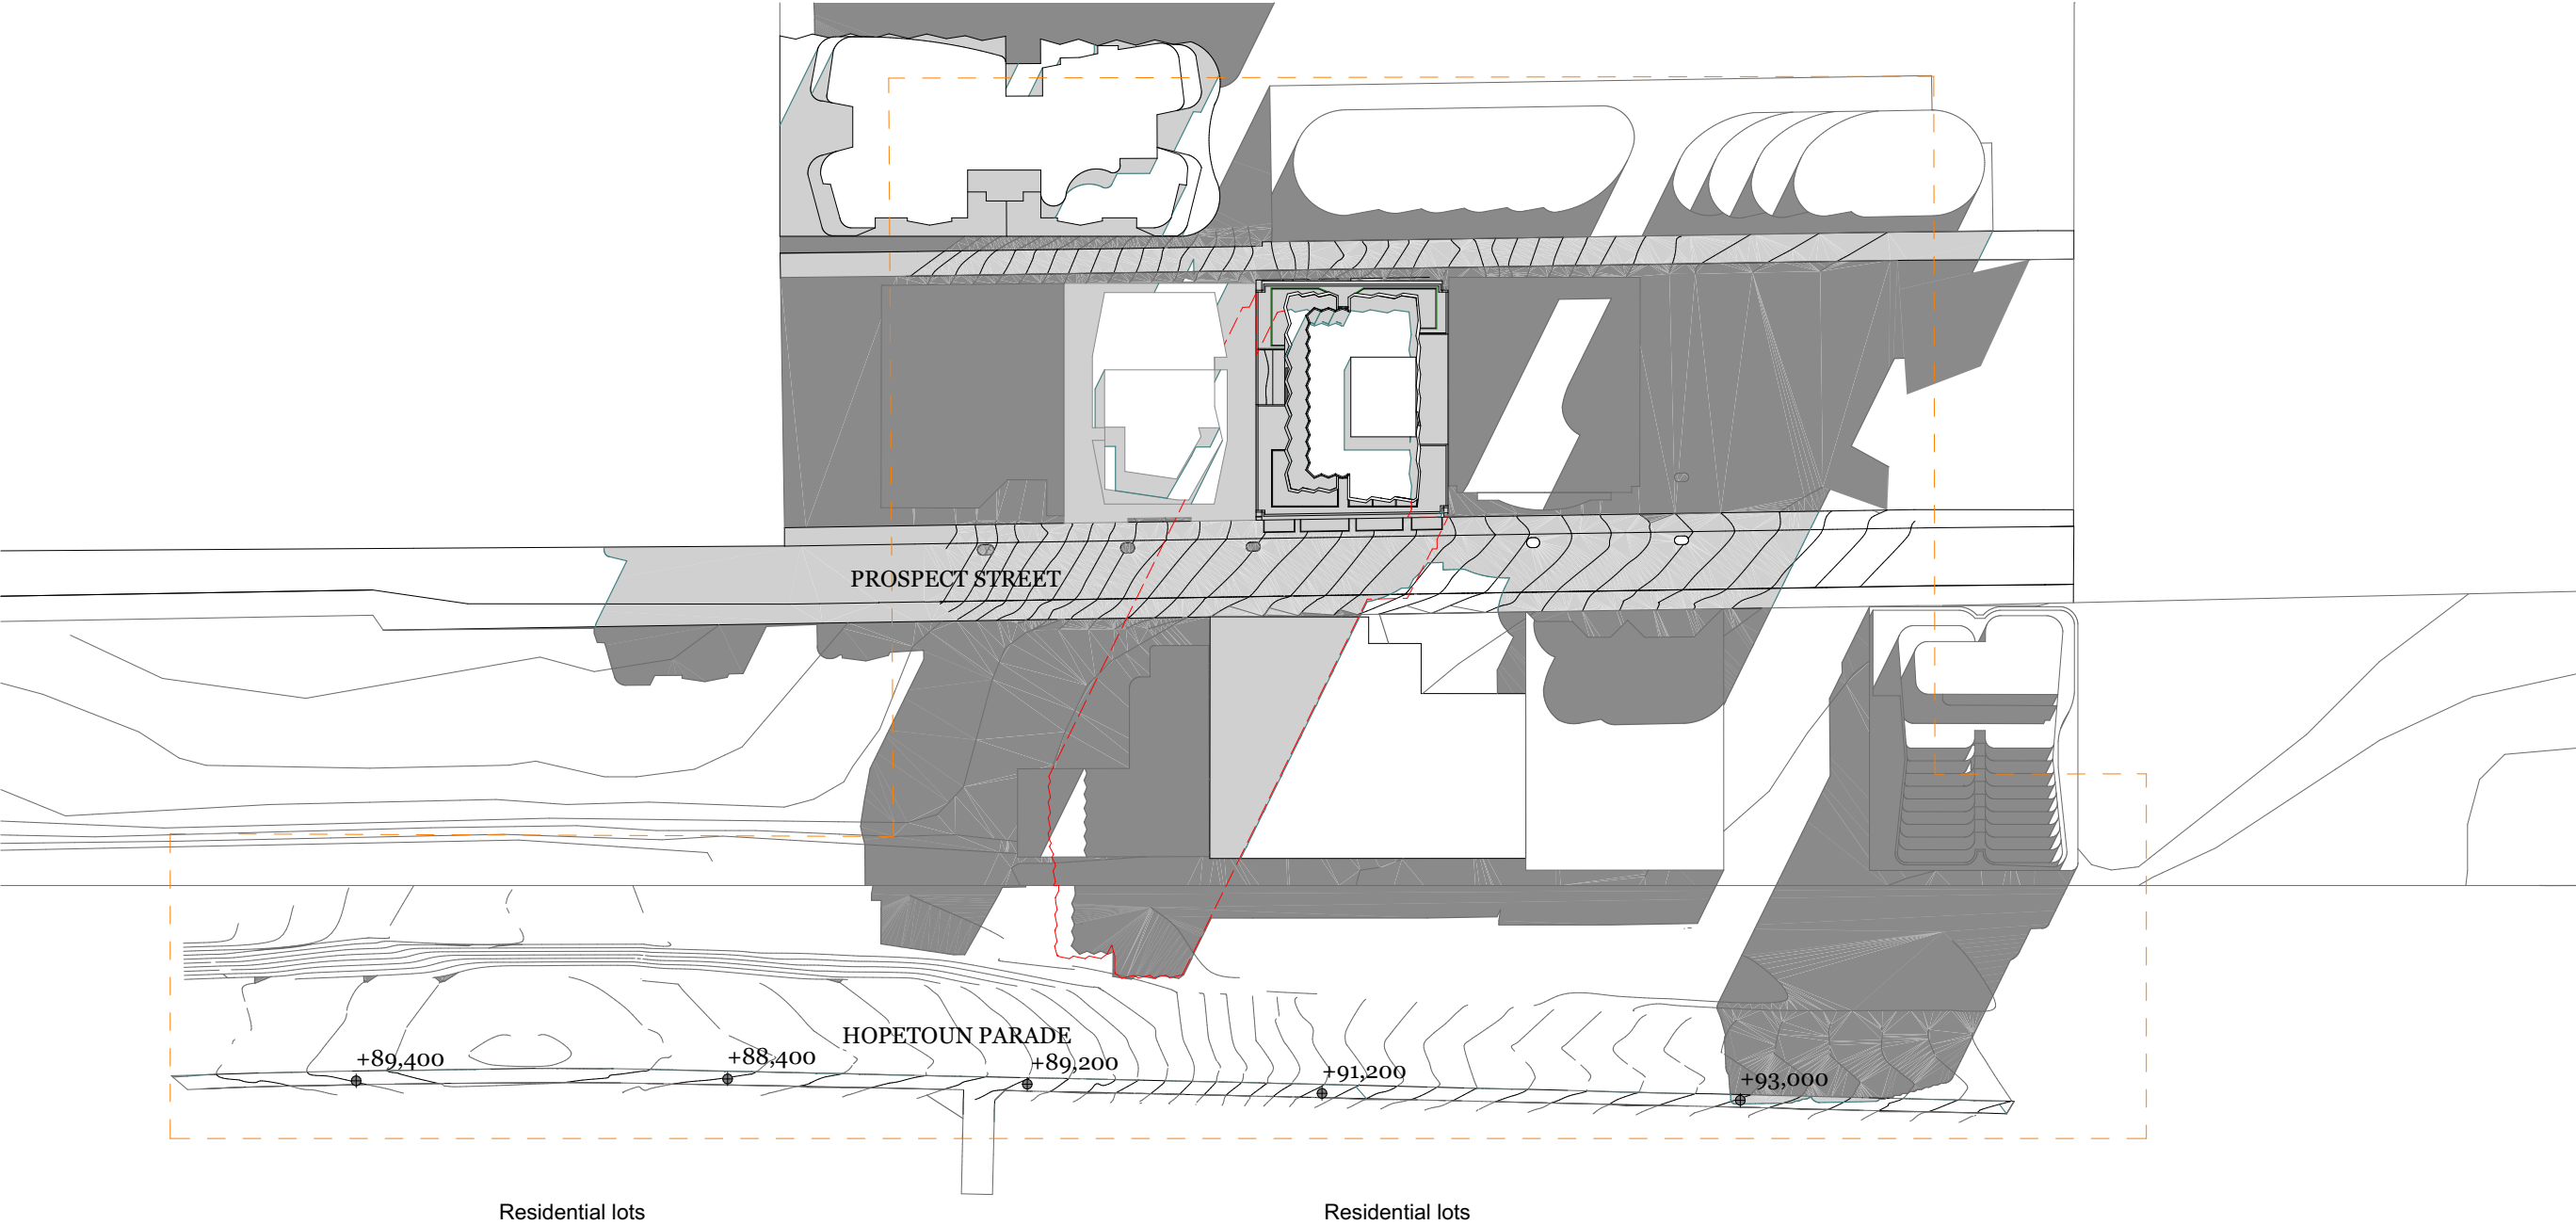 PROSPECT STREET
HOPETOUN PARADE
+89,400
+88,400
+89,200
+91,200
+93,000
Residential lots
Residential lots